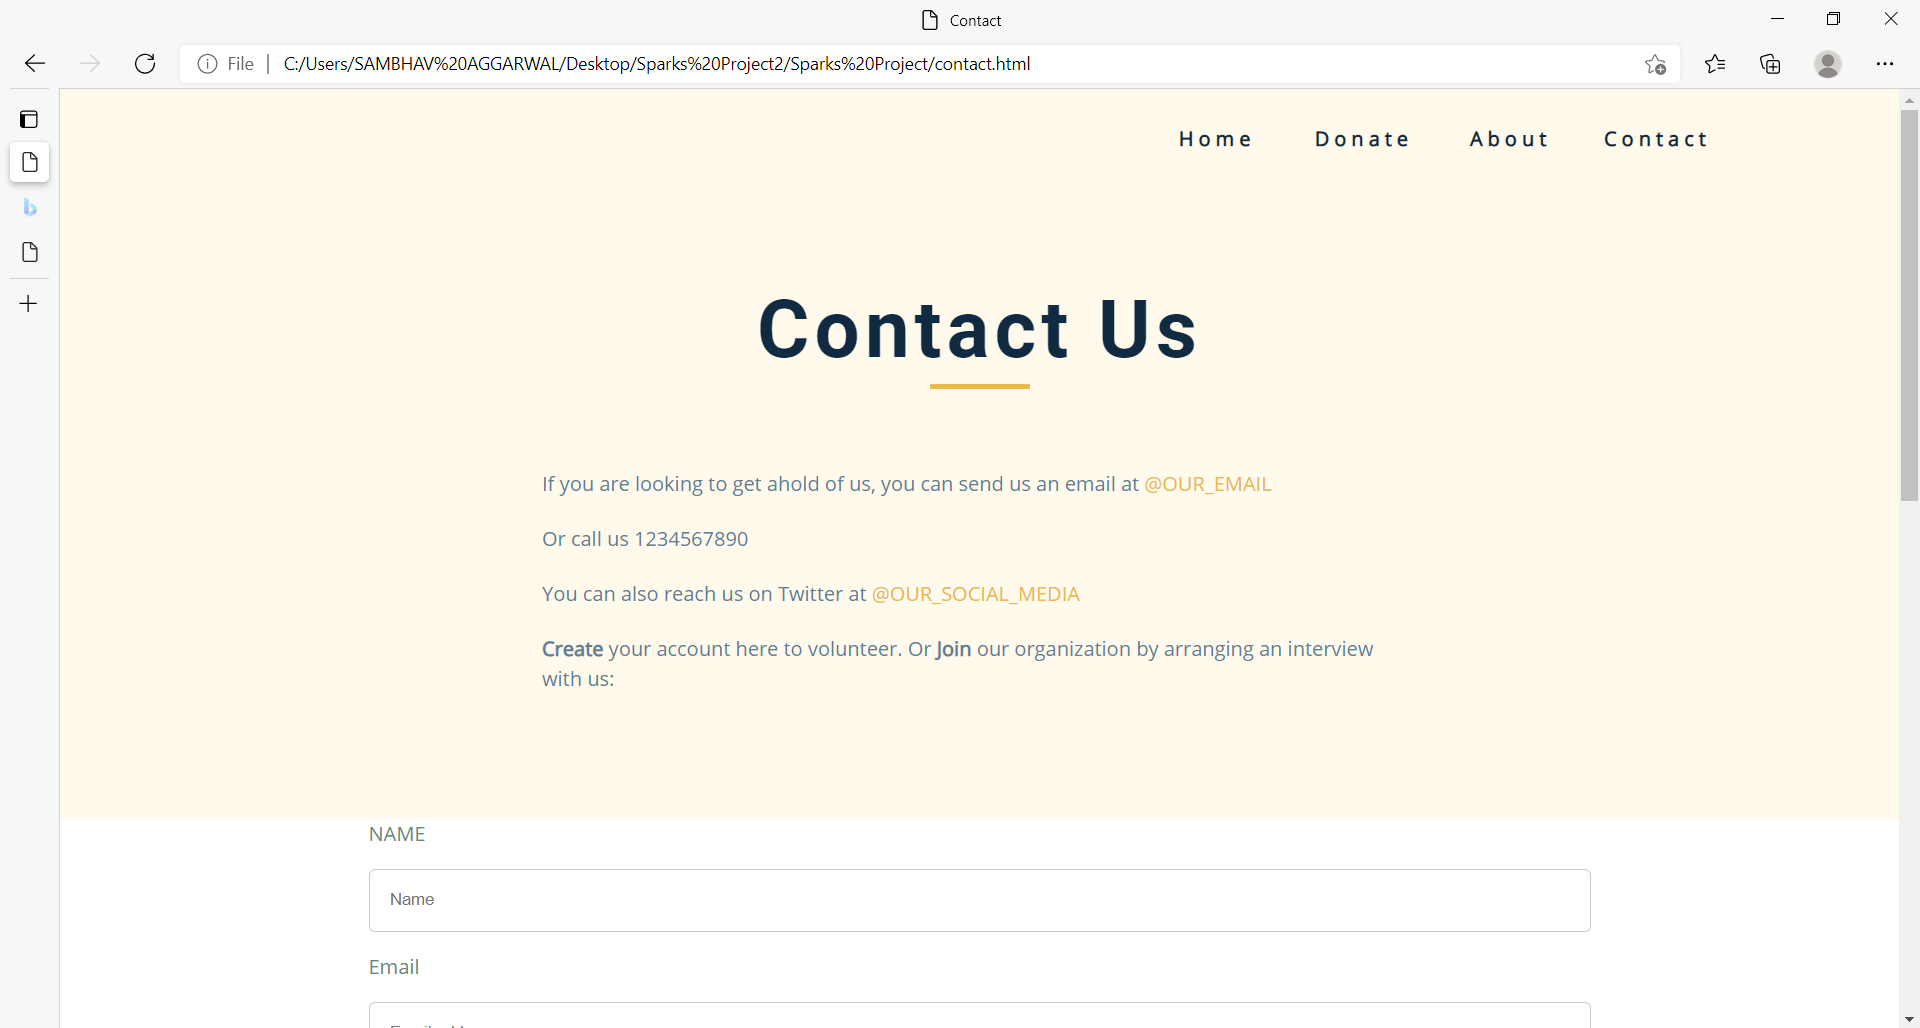 Contact
File
C:/Users/SAMBHAV%20AGGARWAL/Desktop/Sparks%20Project2/Sparks%20Project/contact.html
Home Donate About Contact
Contact Us
If you are looking to get ahold of us, you can send us an email at @OUR_EMAIL
Or call us 1234567890
You can also reach us on Twitter at @OUR_SOCIAL_MEDIA
Create your account here to volunteer. Or Join our organization by arranging an interview
with us:
NAME
Name
Email